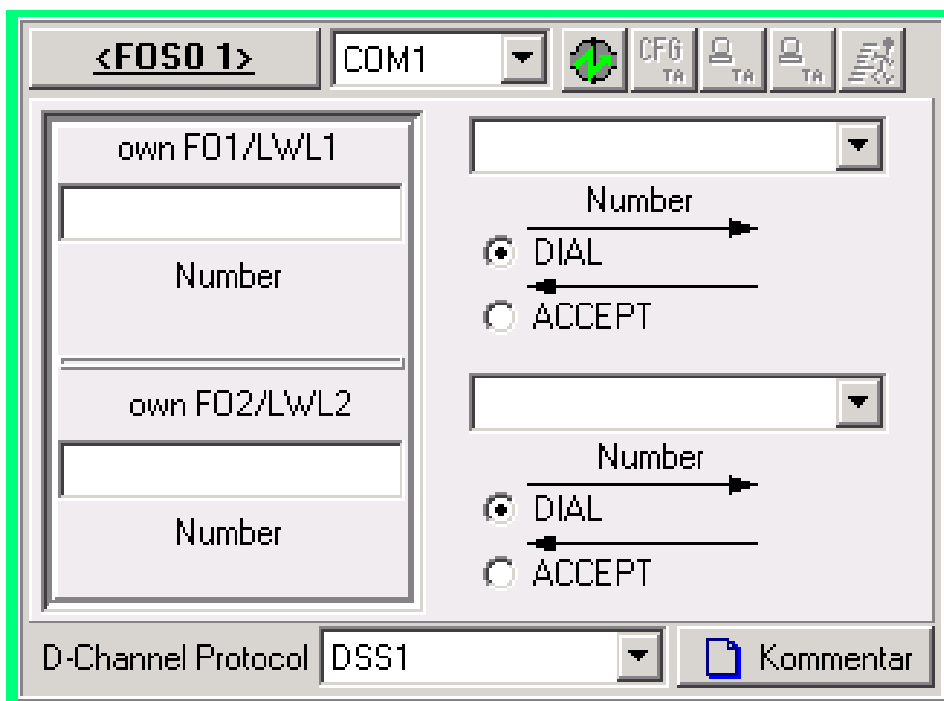 <FOSO 1> COM1 CFG TA TA TA
own FO1/LWL1
Number
Number
DIAL
ACCEPT
own FO2/LWL2
Number
Number
DIAL
ACCEPT
D-Channel Protocol DSS1 Kommentar